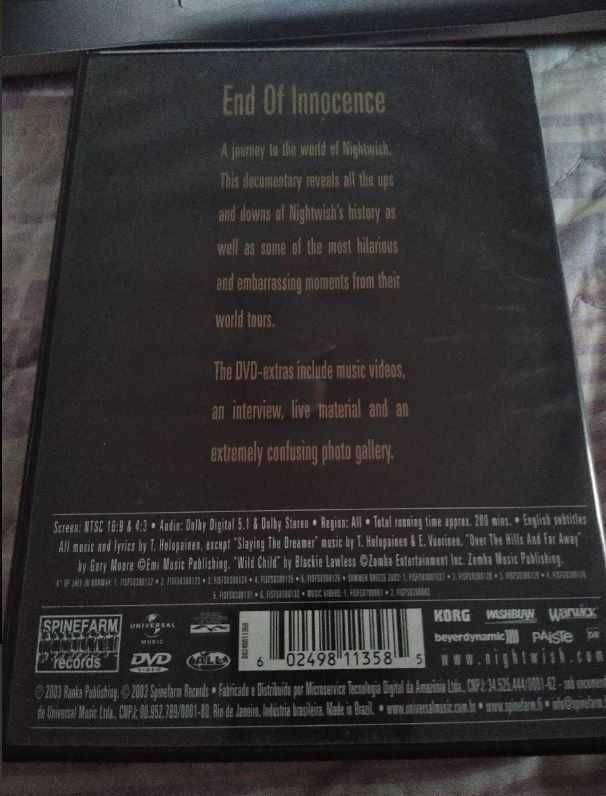 End Of Innocence
A journey to the world of Nightwish.
This documentary reveals all the ups
and downs of Nightwish's history as
well as some of the most hilarious
and embarrassing moments from their
world tours.
The DVD-extras include music videos,
an interview, live material and an
extremely confusing photo gallery.
Screen: NTSC 16:9 & 4:3 • Audio: Dolby Digital 5.1 & Dolby Stereo • Region: All • Total running time approx. 200 mins. • English subtitles
All music and lyrics by T. Holopainen, except "Slaying The Dreamer" music by T. Holopainen & E. Vuorinen, "Over The Hills And Far Away"
by Gary Moore ©Emi Music Publishing. "Wild Child" by Blackie Lawless ©Zomba Entertainment Inc. Zomba Music Publishing.
SPINEFARM
records
UNIVERSAL
MUSIC
DVD
VIDEO
6 02498 11358 5
KORG WASHBURN Warwick
beyerdynamic PAiSTe
www.nightwish.com
© 2003 Ranka Publishing. © 2003 Spinefarm Records • Fabricado e Distribuído por Microservice Tecnologia Digital da Amazônia Ltda., CNPJ: 34.525.444/0001-62 - sob
de Universal Music Ltda., CNPJ: 00.952.789/0001-80. Rio de Janeiro. Indústria brasileira. Made in Brazil. • www.universalmusic.com.br • www.spinefarm.fi • info@spinefarm.